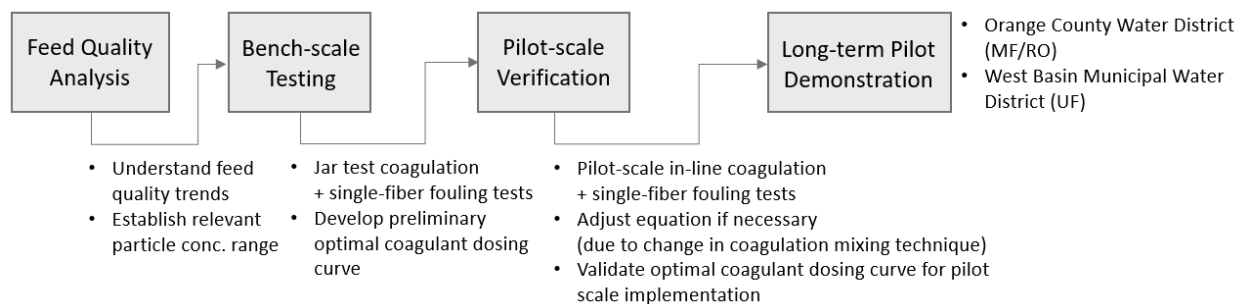 Feed Quality
Analysis
Bench-scale
Testing
Pilot-scale
Verification
Long-term Pilot
Demonstration
• Orange County Water District
(MF/RO)
• West Basin Municipal Water
District (UF)
• Understand feed
quality trends
• Establish relevant
particle conc. range
• Jar test coagulation
+ single-fiber fouling tests
• Develop preliminary
optimal coagulant dosing
curve
• Pilot-scale in-line coagulation
+ single-fiber fouling tests
• Adjust equation if necessary
(due to change in coagulation mixing technique)
• Validate optimal coagulant dosing curve for pilot
scale implementation